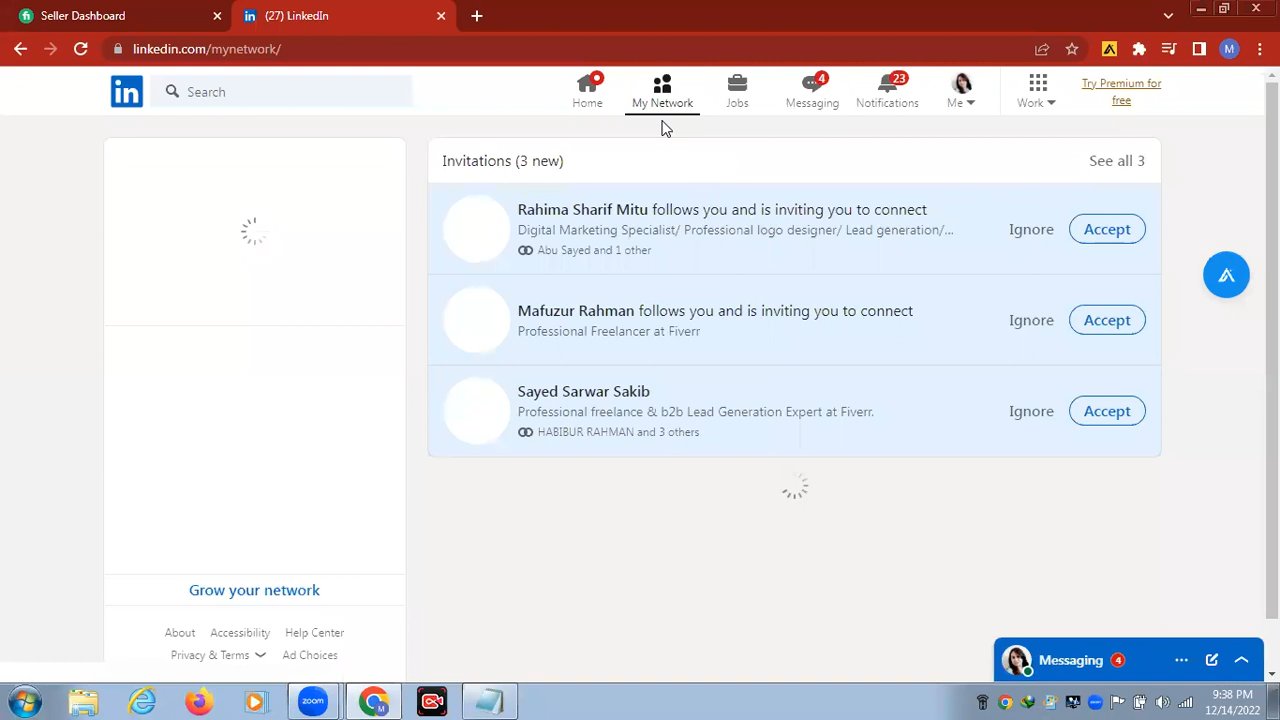 Seller Dashboard
(27) LinkedIn
linkedin.com/mynetwork/
M
in
Search
Home
My Network
Jobs
4
Messaging
23
Notifications
Me
Work
Try Premium for
free
Invitations (3 new)
See all 3
Rahima Sharif Mitu follows you and is inviting you to connect
Digital Marketing Specialist/ Professional logo designer/ Lead generation/...
Abu Sayed and 1 other
Ignore
Accept
Mafuzur Rahman follows you and is inviting you to connect
Professional Freelancer at Fiverr
Ignore
Accept
Sayed Sarwar Sakib
Professional freelance & b2b Lead Generation Expert at Fiverr.
HABIBUR RAHMAN and 3 others
Ignore
Accept
Grow your network
About Accessibility Help Center
Privacy & Terms Ad Choices
Messaging 4
zoom
M
9:38 PM
12/14/2022